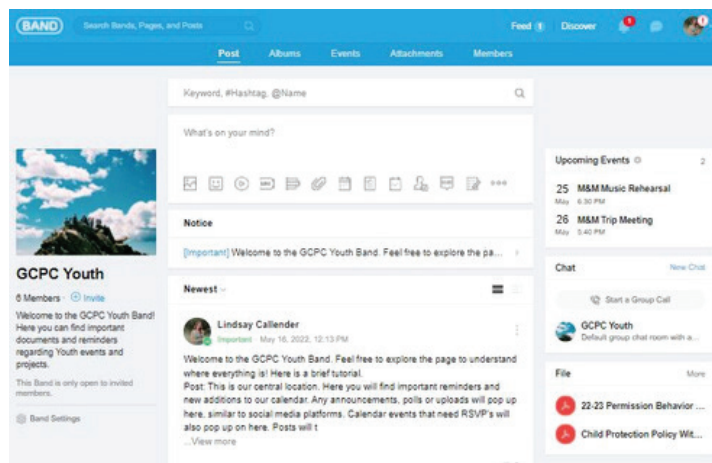 BAND
Search Bands, Pages, and Posts
Feed 1 Discover 1
Post Albums Events Attachments Members
Keyword, #Hashtag, @Name
What's on your mind?
Notice
[Important] Welcome to the GCPC Youth Band. Feel free to explore the pa...
Newest
Lindsay Callender
Important · May 16, 2022, 12:13 PM
Welcome to the GCPC Youth Band. Feel free to explore the page to understand
where everything is! Here is a brief tutorial.
Post: This is our central location. Here you will find important reminders and
new additions to our calendar. Any announcements, polls or uploads will pop up
here, similar to social media platforms. Calendar events that need RSVP's will
also pop up on here. Posts will t
...View more
GCPC Youth
6 Members · Invite
Welcome to the GCPC Youth Band!
Here you can find important
documents and reminders
regarding Youth events and
projects.
This Band is only open to invited
members.
Band Settings
Upcoming Events 2
25 M&M Music Rehearsal
May 6:30 PM
26 M&M Trip Meeting
May 5:40 PM
Chat New Chat
Start a Group Call
GCPC Youth
Default group chat room with a...
File More
22-23 Permission Behavior ...
Child Protection Policy Wit...